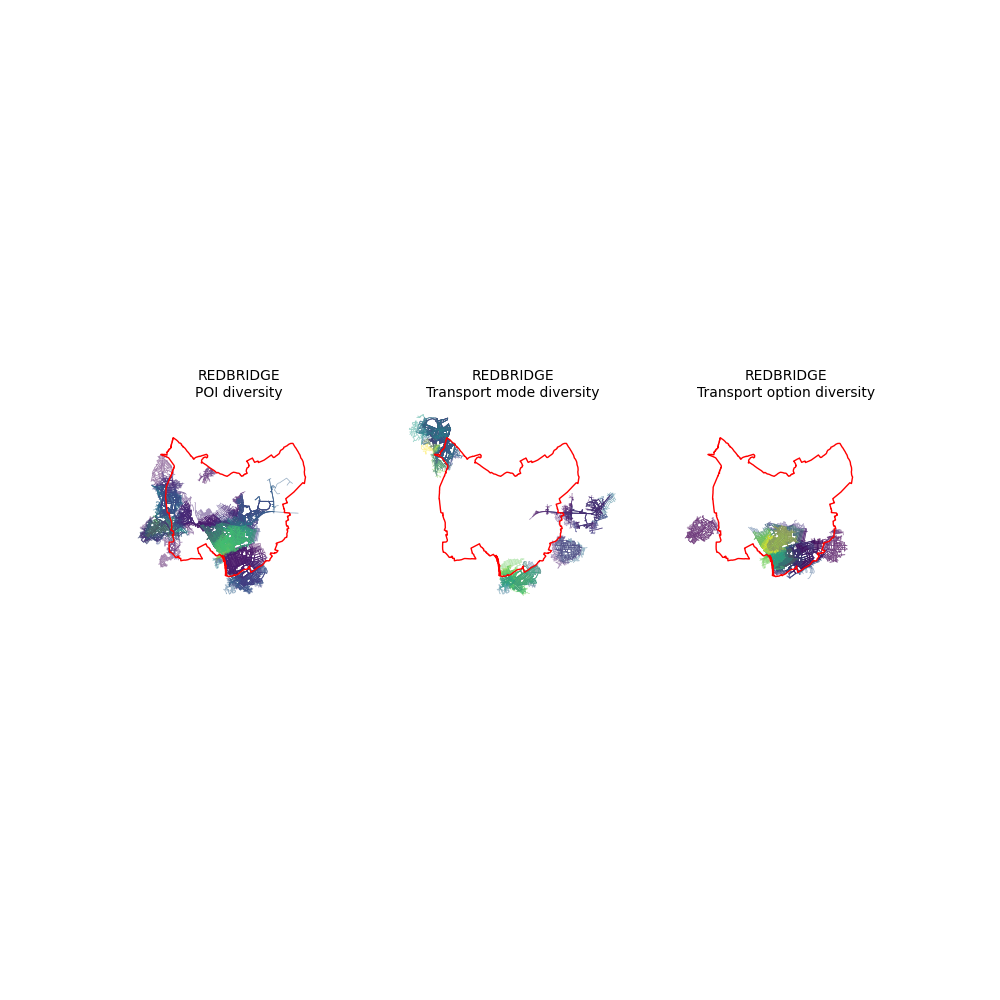 REDBRIDGE
POI diversity
REDBRIDGE
Transport mode diversity
REDBRIDGE
Transport option diversity